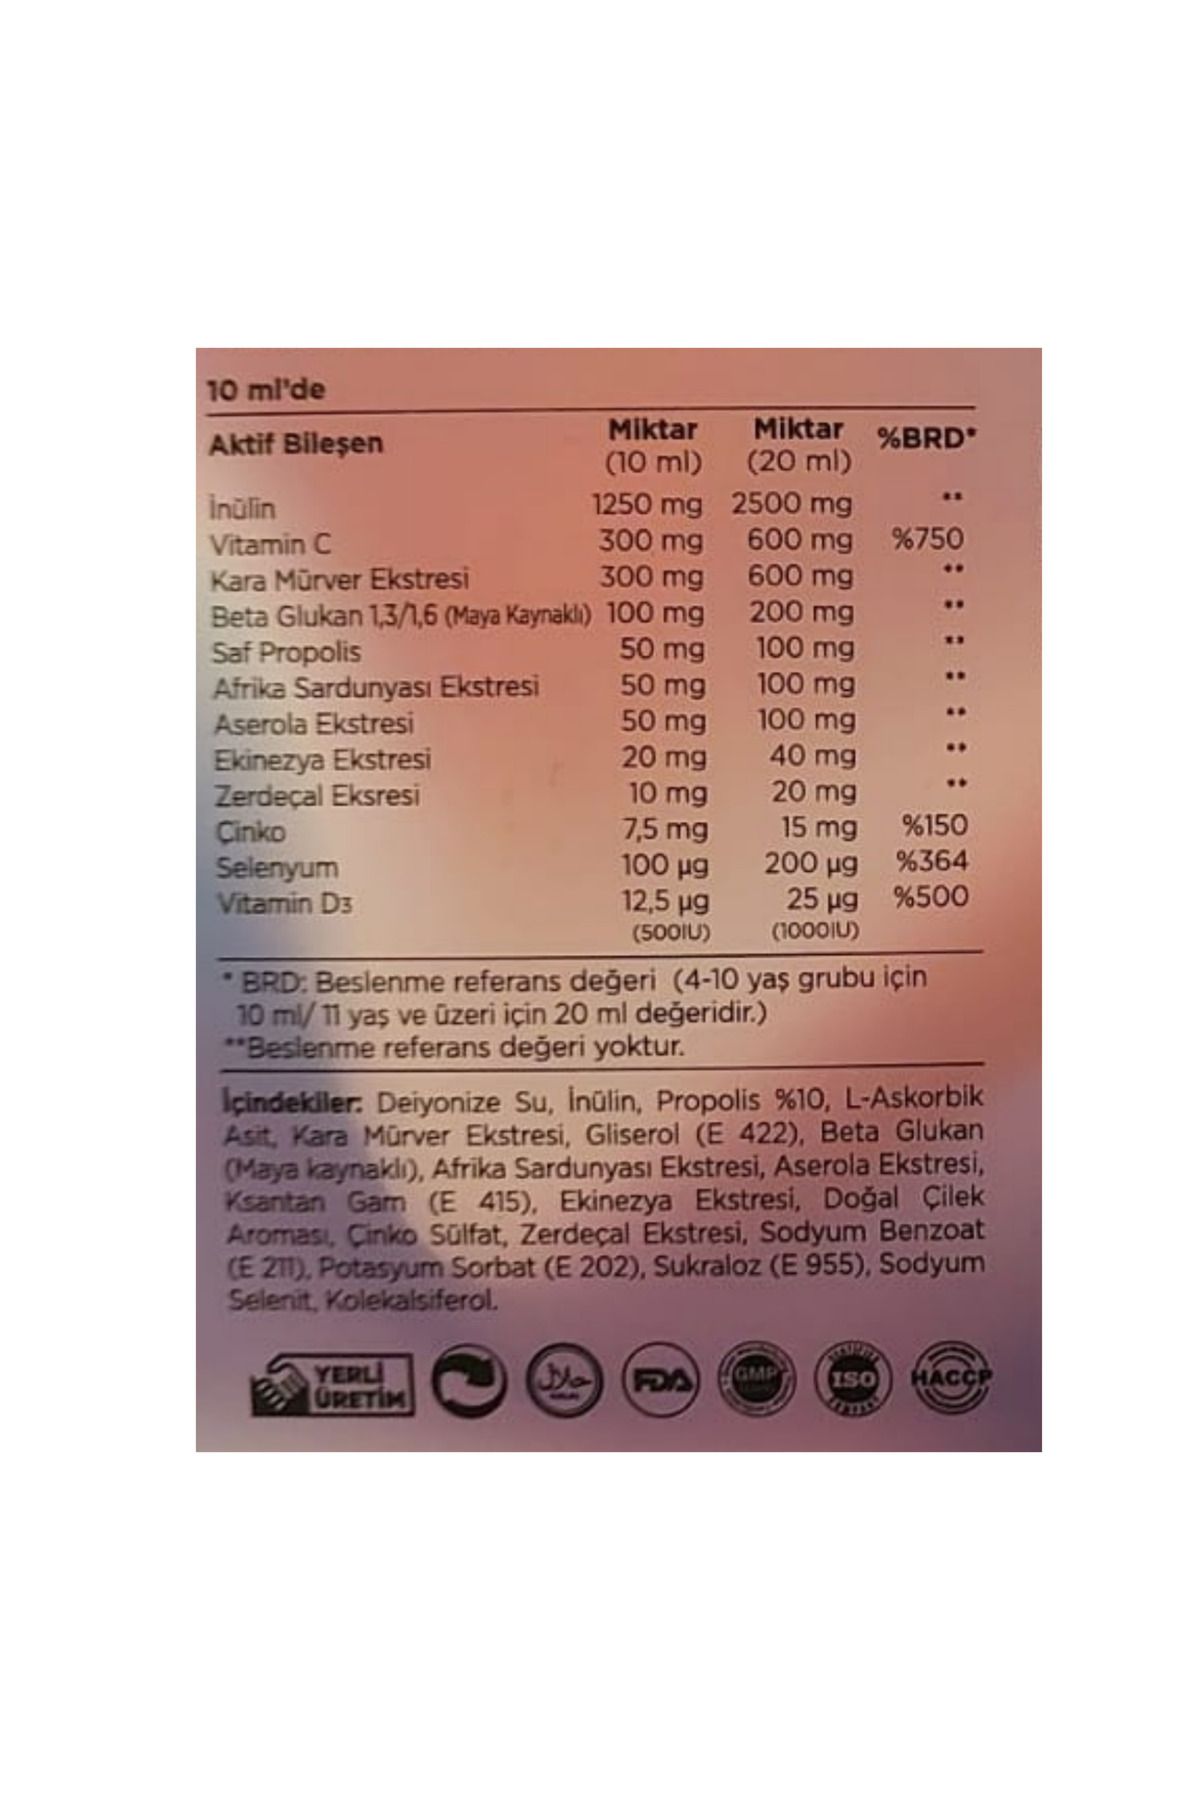 10 ml'de
Aktif Bileşen Miktar (10 ml) Miktar (20 ml) %BRD*
İnülin 1250 mg 2500 mg **
Vitamin C 300 mg 600 mg %750
Kara Mürver Ekstresi 300 mg 600 mg **
Beta Glukan 1,3/1,6 (Maya Kaynaklı) 100 mg 200 mg **
Saf Propolis 50 mg 100 mg **
Afrika Sardunyası Ekstresi 50 mg 100 mg **
Aserola Ekstresi 50 mg 100 mg **
Ekinezya Ekstresi 20 mg 40 mg **
Zerdeçal Eksresi 10 mg 20 mg **
Çinko 7,5 mg 15 mg %150
Selenyum 100 µg 200 µg %364
Vitamin D3 12,5 µg 25 µg %500
(500IU) (1000IU)
* BRD: Beslenme referans değeri (4-10 yaş grubu için
10 ml/ 11 yaş ve üzeri için 20 ml değeridir.)
**Beslenme referans değeri yoktur.
İçindekiler: Deiyonize Su, İnülin, Propolis %10, L-Askorbik
Asit, Kara Mürver Ekstresi, Gliserol (E 422), Beta Glukan
(Maya kaynaklı), Afrika Sardunyası Ekstresi, Aserola Ekstresi,
Ksantan Gam (E 415), Ekinezya Ekstresi, Doğal Çilek
Aroması, Çinko Sülfat, Zerdeçal Ekstresi, Sodyum Benzoat
(E 211), Potasyum Sorbat (E 202), Sukraloz (E 955), Sodyum
Selenit, Kolekalsiferol.
YERLİ
ÜRETİM
حلال
FDA
GMP
ISO
HACCP